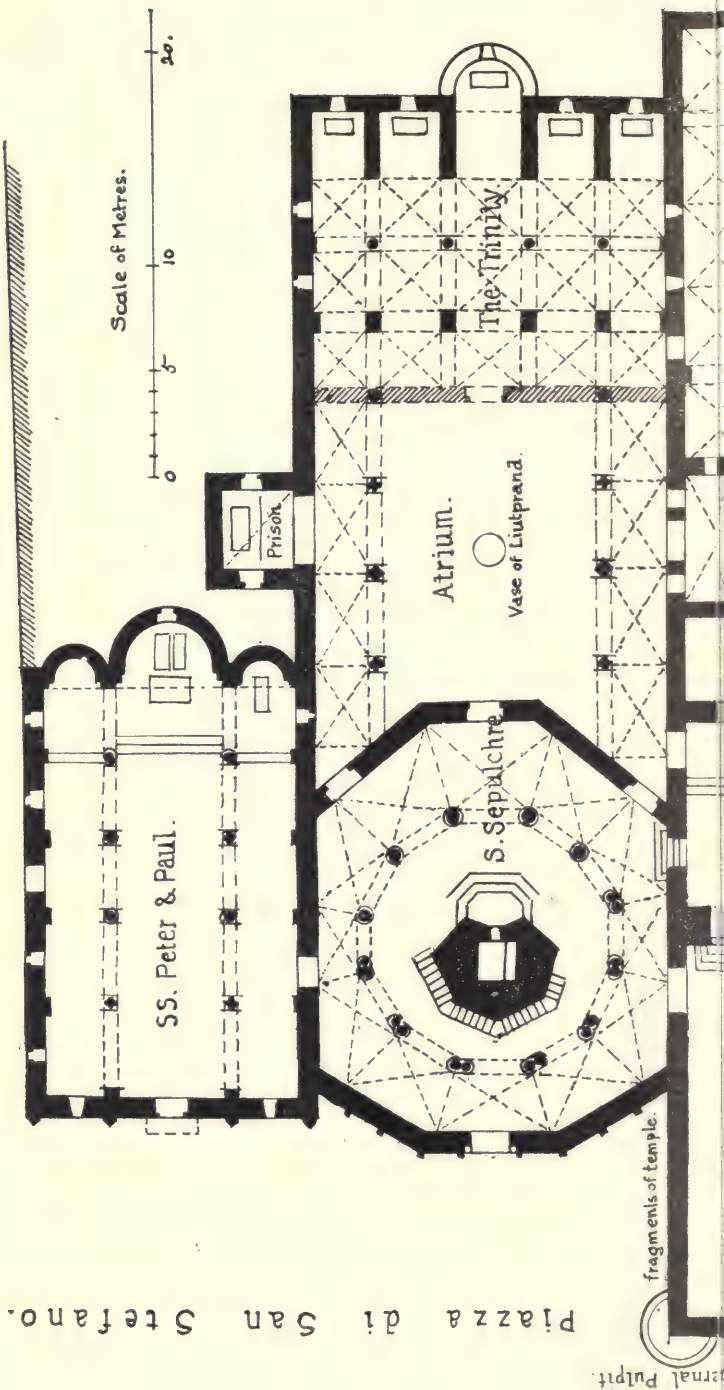 Scale of Metres.
0 5 10 20.
SS. Peter & Paul.
Prison
Atrium.
Vase of Liutprand.
The Trinity
S. Sepulchre
fragments of temple.
Piazza di San Stefano.
Pulpit.